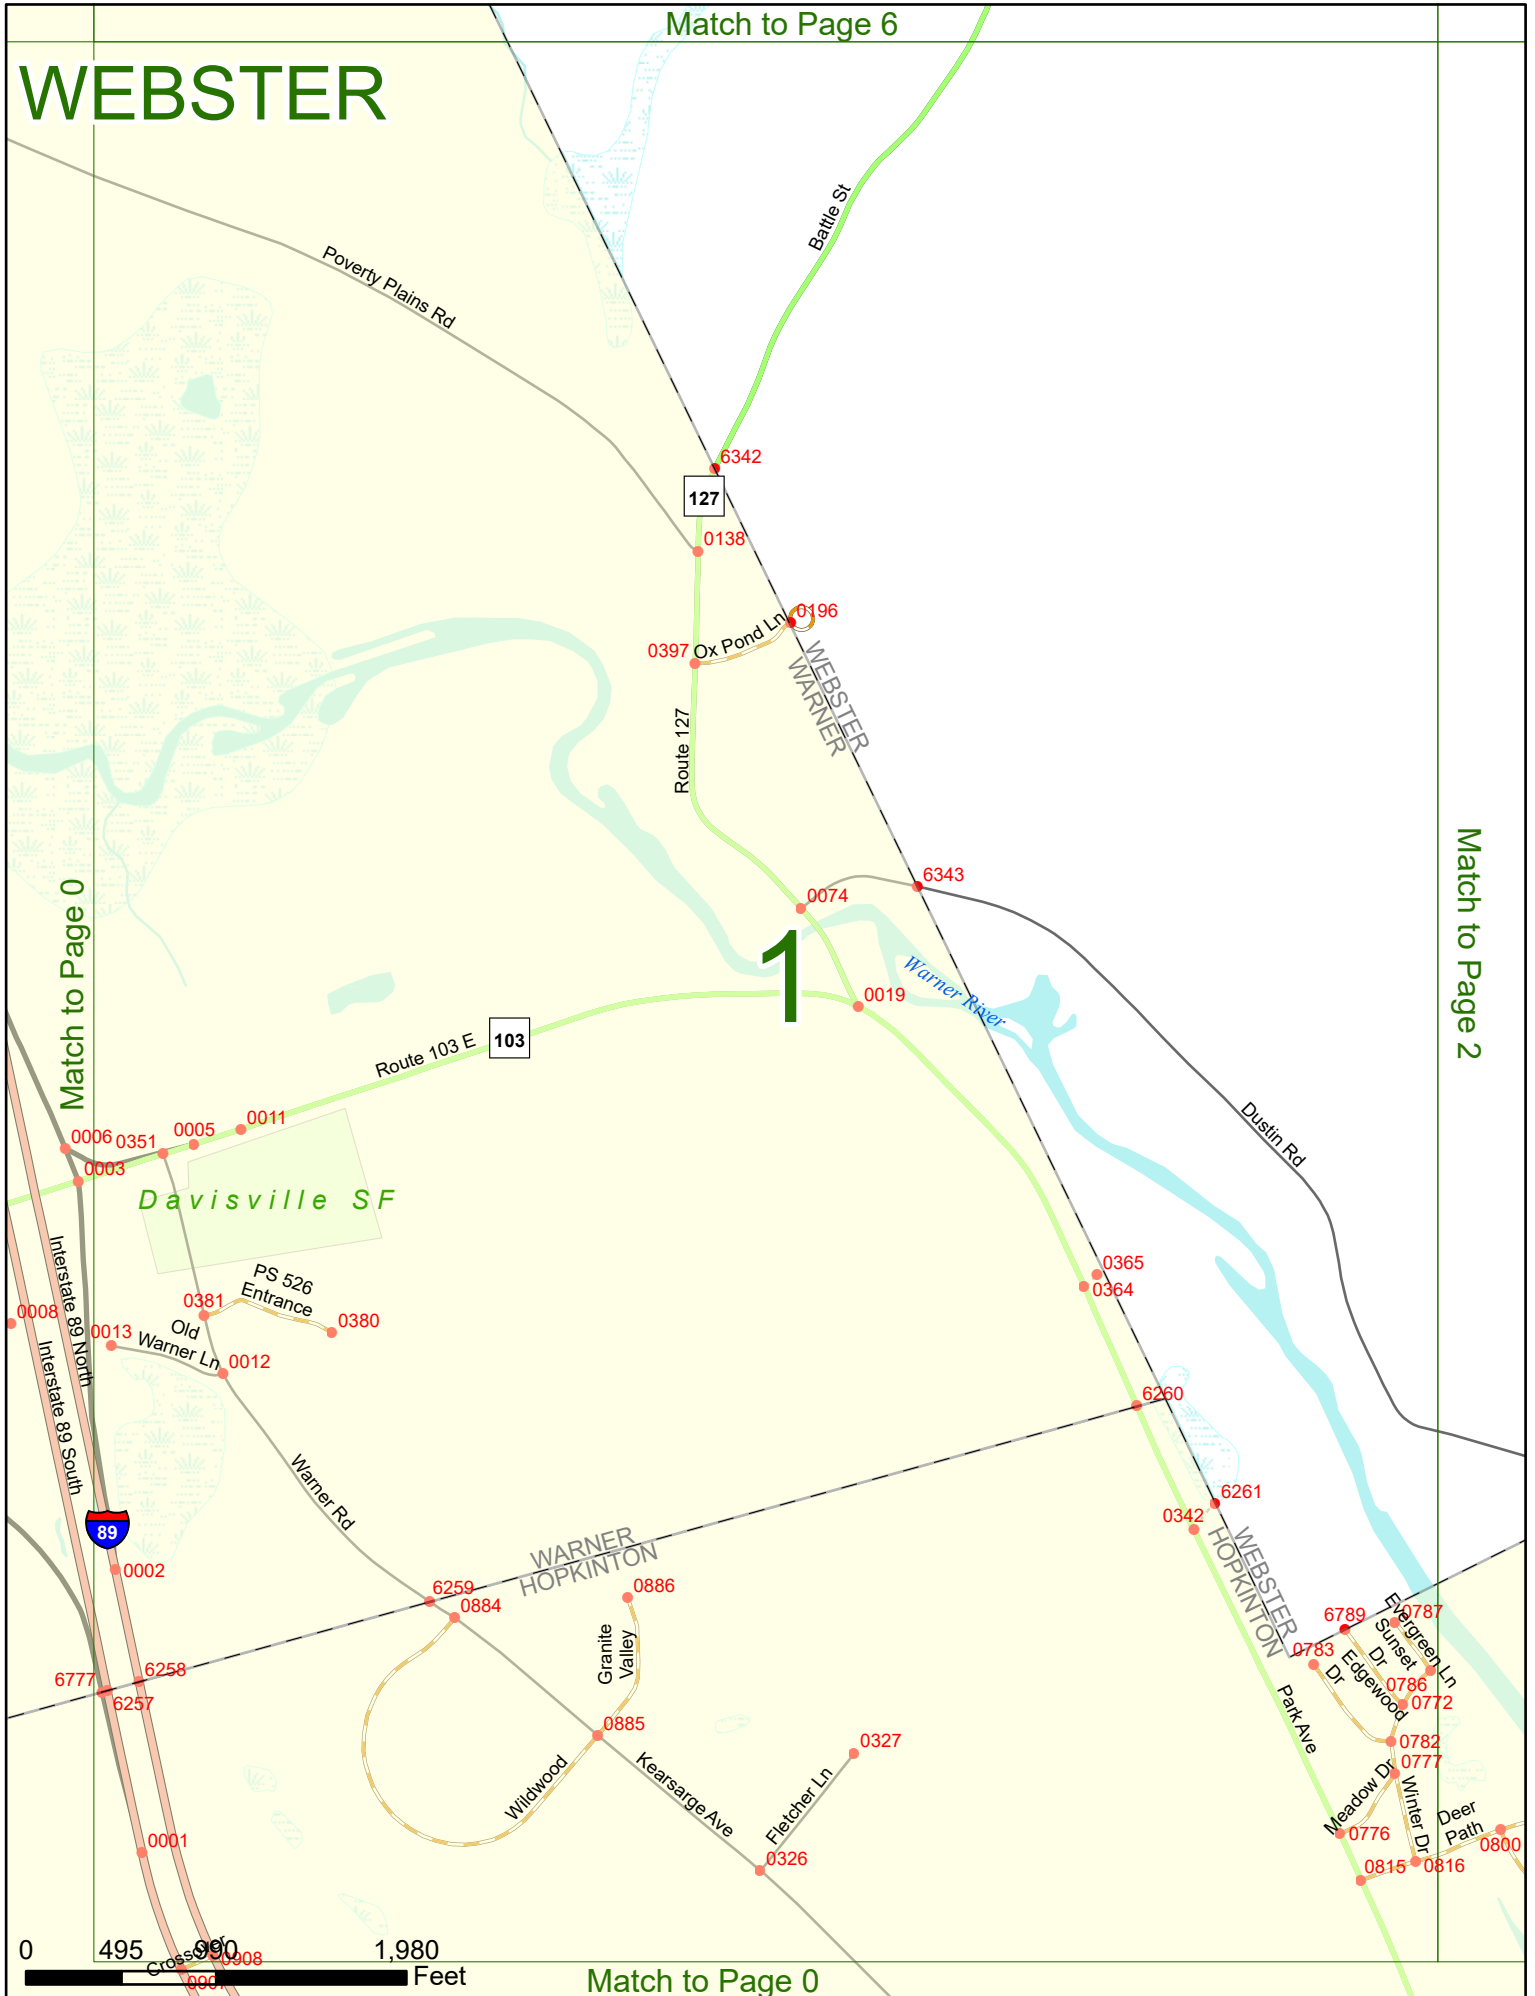 Match to Page 6
WEBSTER
Battle St
Poverty Plains Rd
6342
127
0138
0196
Ox Pond Ln
0397
WEBSTER
WARNER
Route 127
Match to Page 0
Match to Page 2
6343
0074
1
Warner River
0019
103
Route 103 E
Dustin Rd
0011
0005
0351
0006
0003
Davisville SF
Interstate 89 North
Interstate 89 South
PS 526
Entrance
0365
0364
0381
0380
0008
0013
Old
Warner Ln
0012
6260
Warner Rd
6261
0342
89
WARNER
HOPKINTON
WEBSTER
HOPKINTON
0002
6259
0884
0886
Granite
Valley
6789
0787
Evergreen Ln
Sunset
Dr
0783
Edgewood
Dr
0786
0772
6777
6258
6257
0885
Park Ave
0782
0777
0327
Wildwood
Kearsarge Ave
Fletcher Ln
Meadow Dr
Winter Dr
Deer
Path
0776
0800
0001
0326
0815
0816
0 495 990 1,980
Feet
Crossover
0908
0907
Match to Page 0